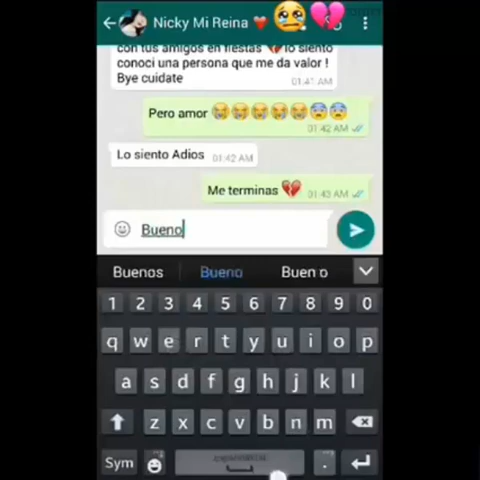 Nicky Mi Reina
con tus amigos en fiestas 💔 lo siento
conoci una persona que me da valor !
Bye cuidate
01:41 AM
Pero amor 😭😭😭😭😭😨😨
01:42 AM
Lo siento Adios
01:42 AM
Me terminas 💔
01:43 AM
Bueno
Buenos Bueno Buen o
1 2 3 4 5 6 7 8 9 0
q w e r t y u i o p
a s d f g h j k l
z x c v b n m
Sym .